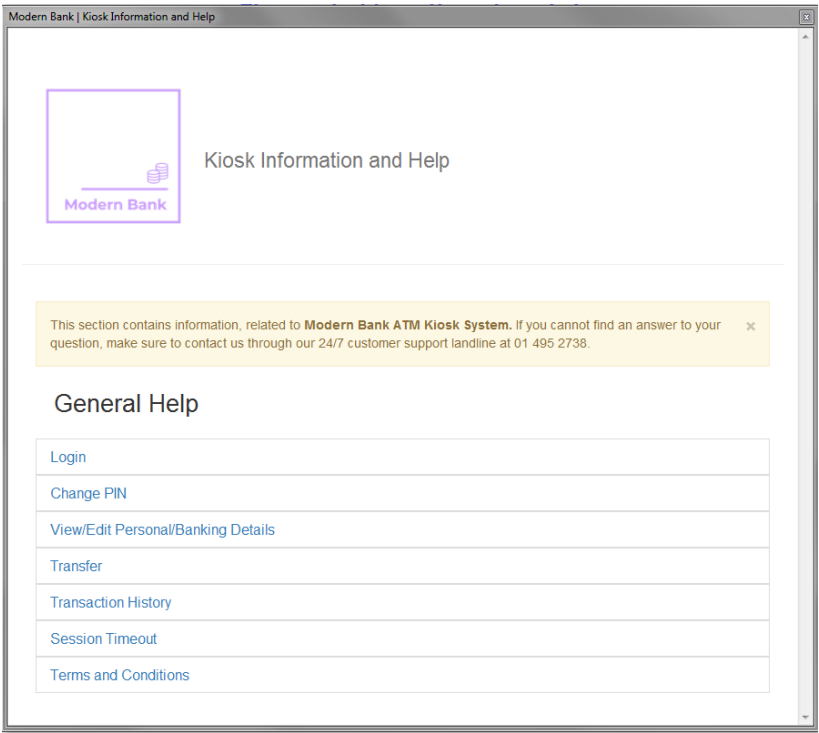 Modern Bank | Kiosk Information and Help
Modern Bank
Kiosk Information and Help
This section contains information, related to Modern Bank ATM Kiosk System. If you cannot find an answer to your
question, make sure to contact us through our 24/7 customer support landline at 01 495 2738.
General Help
Login
Change PIN
View/Edit Personal/Banking Details
Transfer
Transaction History
Session Timeout
Terms and Conditions